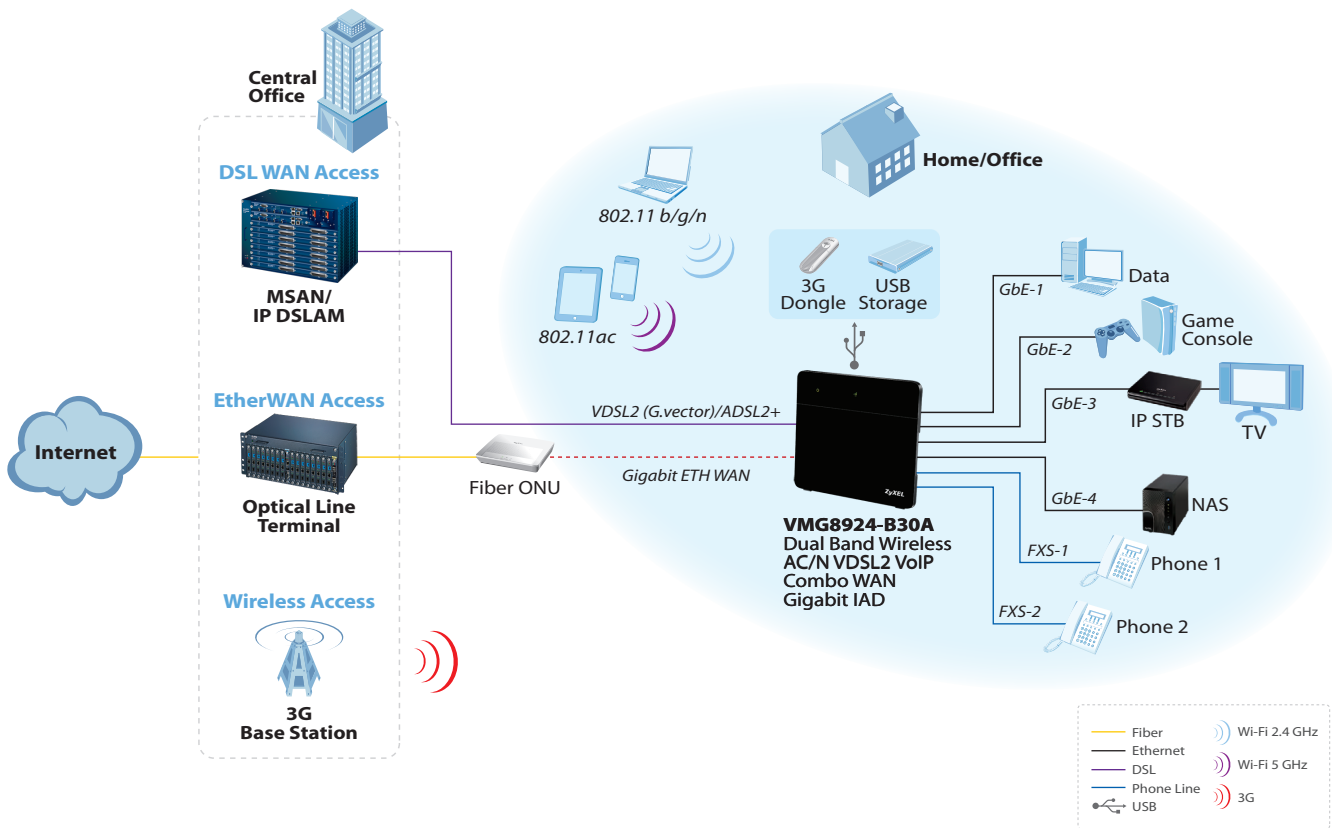 Central
Office
DSL WAN Access
MSAN/
IP DSLAM
EtherWAN Access
Internet
Optical Line
Terminal
Wireless Access
3G
Base Station
Home/Office
802.11 b/g/n
802.11ac
3G
Dongle
USB
Storage
VDSL2 (G.vector)/ADSL2+
Fiber ONU
Gigabit ETH WAN
ZyXEL
VMG8924-B30A
Dual Band Wireless
AC/N VDSL2 VoIP
Combo WAN
Gigabit IAD
GbE-1
Data
GbE-2
Game
Console
GbE-3
IP STB
TV
GbE-4
NAS
FXS-1
Phone 1
FXS-2
Phone 2
Fiber
Ethernet
DSL
Phone Line
USB
Wi-Fi 2.4 GHz
Wi-Fi 5 GHz
3G